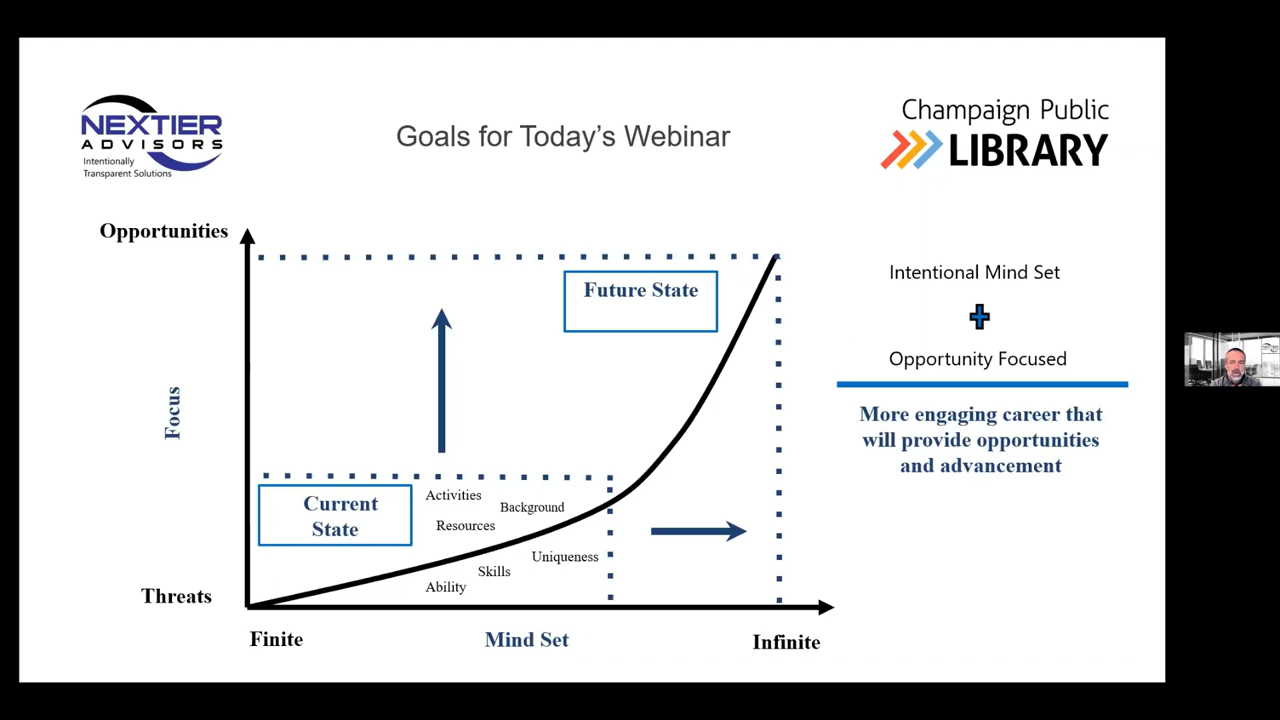 NEXTIER
ADVISORS
Intentionally
Transparent Solutions
Goals for Today's Webinar
Champaign Public
LIBRARY
Opportunities
Future State
Focus
Current
State
Activities
Background
Resources
Uniqueness
Skills
Ability
Threats
Finite
Mind Set
Infinite
Intentional Mind Set
+
Opportunity Focused
More engaging career that
will provide opportunities
and advancement